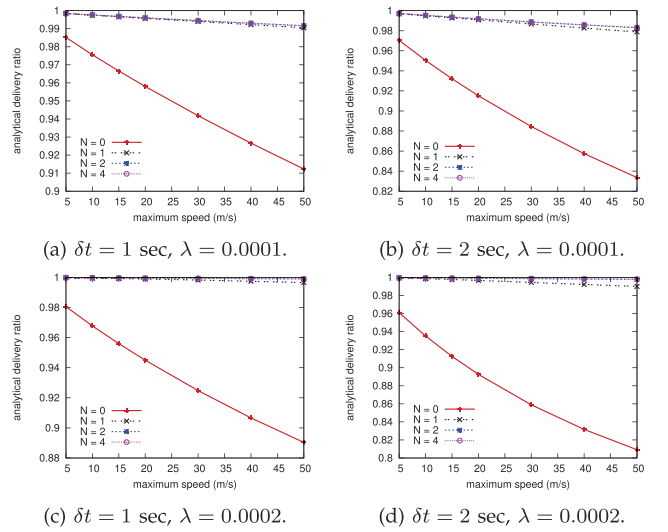 analytical delivery ratio
1
0.99
0.98
0.97
0.96
0.95
0.94
0.93
0.92
0.91
0.9
N = 0
N = 1
N = 2
N = 4
5 10 15 20 25 30 35 40 45 50
maximum speed (m/s)
(a) δt = 1 sec, λ = 0.0001.
analytical delivery ratio
1
0.98
0.96
0.94
0.92
0.9
0.88
0.86
0.84
0.82
N = 0
N = 1
N = 2
N = 4
5 10 15 20 25 30 35 40 45 50
maximum speed (m/s)
(b) δt = 2 sec, λ = 0.0001.
analytical delivery ratio
1
0.98
0.96
0.94
0.92
0.9
0.88
N = 0
N = 1
N = 2
N = 4
5 10 15 20 25 30 35 40 45 50
maximum speed (m/s)
(c) δt = 1 sec, λ = 0.0002.
analytical delivery ratio
1
0.98
0.96
0.94
0.92
0.9
0.88
0.86
0.84
0.82
0.8
N = 0
N = 1
N = 2
N = 4
5 10 15 20 25 30 35 40 45 50
maximum speed (m/s)
(d) δt = 2 sec, λ = 0.0002.